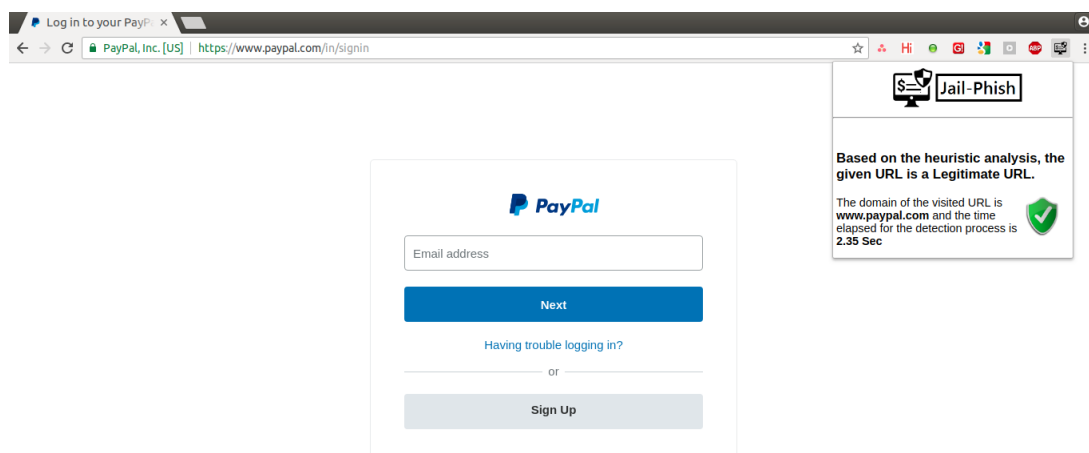 Log in to your PayP
PayPal, Inc. [US] | https://www.paypal.com/in/signin
Hi
G!
ABP
$=
Jail-Phish
Based on the heuristic analysis, the
given URL is a Legitimate URL.
The domain of the visited URL is
www.paypal.com and the time
elapsed for the detection process is
2.35 Sec
PayPal
Email address
Next
Having trouble logging in?
or
Sign Up